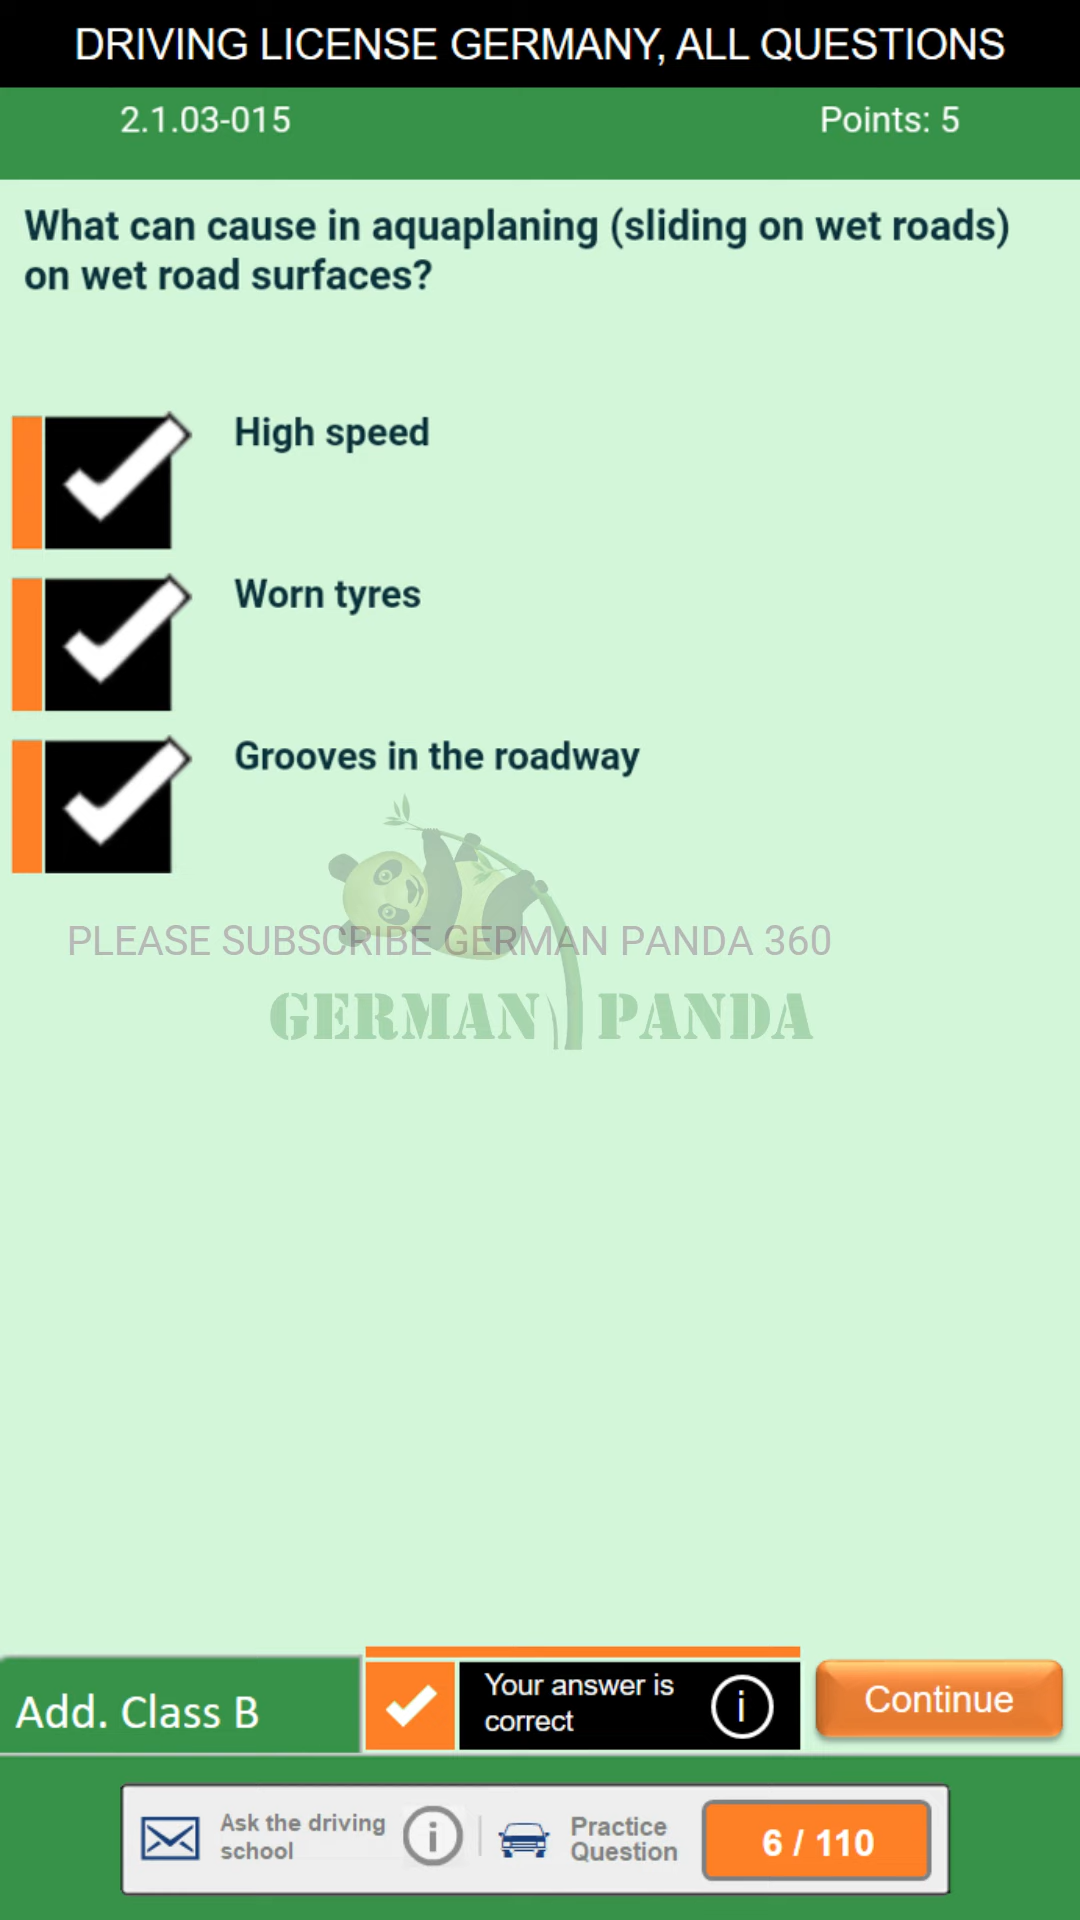 DRIVING LICENSE GERMANY, ALL QUESTIONS
2.1.03-015 Points: 5
What can cause in aquaplaning (sliding on wet roads)
on wet road surfaces?
High speed
Worn tyres
Grooves in the roadway
PLEASE SUBSCRIBE GERMAN PANDA 360
GERMAN PANDA
Add. Class B
Your answer is
correct
i
Continue
Ask the driving
school
i
Practice
Question
6 / 110